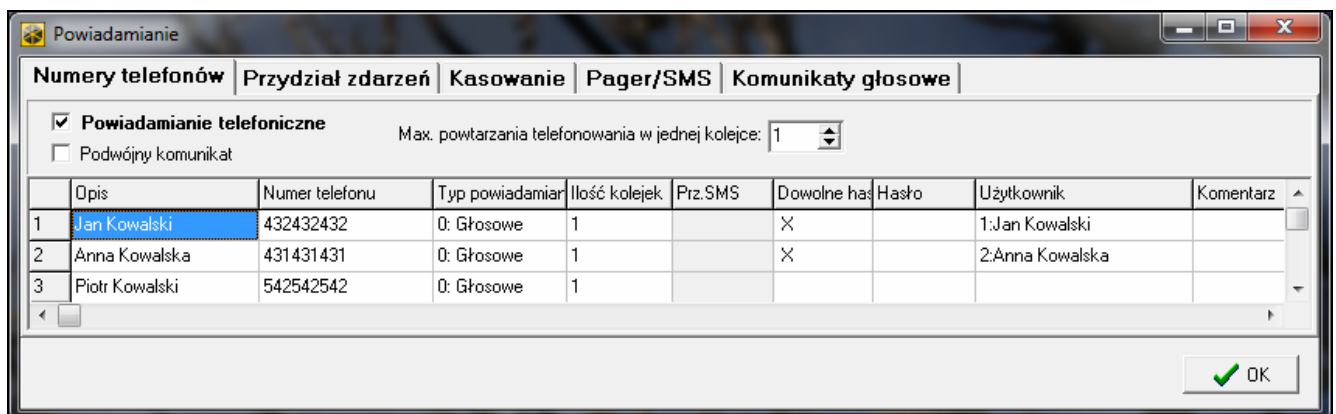 Powiadamianie
Numery telefonów Przydział zdarzeń Kasowanie Pager/SMS Komunikaty głosowe
Powiadamianie telefoniczne Max. powtarzania telefonowania w jednej kolejce: 1
Podwójny komunikat
Opis Numer telefonu Typ powiadamian Ilość kolejek Prz.SMS Dowolne has Hasło Użytkownik Komentarz
1 Jan Kowalski 432432432 0: Głosowe 1 X 1:Jan Kowalski
2 Anna Kowalska 431431431 0: Głosowe 1 X 2:Anna Kowalska
3 Piotr Kowalski 542542542 0: Głosowe 1
OK